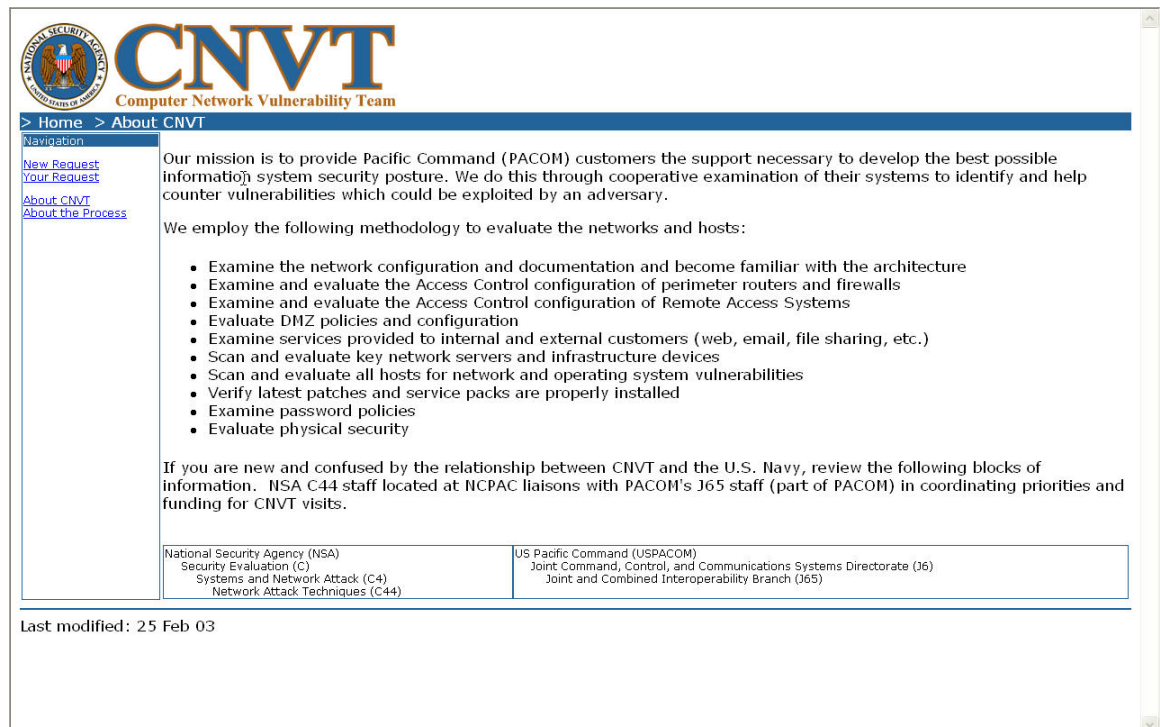 NATIONAL SECURITY AGENCY
UNITED STATES OF AMERICA
CNVT
Computer Network Vulnerability Team
> Home > About CNVT
Navigation
New Request
Your Request
About CNVT
About the Process
Our mission is to provide Pacific Command (PACOM) customers the support necessary to develop the best possible
information system security posture. We do this through cooperative examination of their systems to identify and help
counter vulnerabilities which could be exploited by an adversary.
We employ the following methodology to evaluate the networks and hosts:
• Examine the network configuration and documentation and become familiar with the architecture
• Examine and evaluate the Access Control configuration of perimeter routers and firewalls
• Examine and evaluate the Access Control configuration of Remote Access Systems
• Evaluate DMZ policies and configuration
• Examine services provided to internal and external customers (web, email, file sharing, etc.)
• Scan and evaluate key network servers and infrastructure devices
• Scan and evaluate all hosts for network and operating system vulnerabilities
• Verify latest patches and service packs are properly installed
• Examine password policies
• Evaluate physical security
If you are new and confused by the relationship between CNVT and the U.S. Navy, review the following blocks of
information. NSA C44 staff located at NCPAC liaisons with PACOM's J65 staff (part of PACOM) in coordinating priorities and
funding for CNVT visits.
National Security Agency (NSA)
Security Evaluation (C)
Systems and Network Attack (C4)
Network Attack Techniques (C44)
US Pacific Command (USPACOM)
Joint Command, Control, and Communications Systems Directorate (J6)
Joint and Combined Interoperability Branch (J65)
Last modified: 25 Feb 03